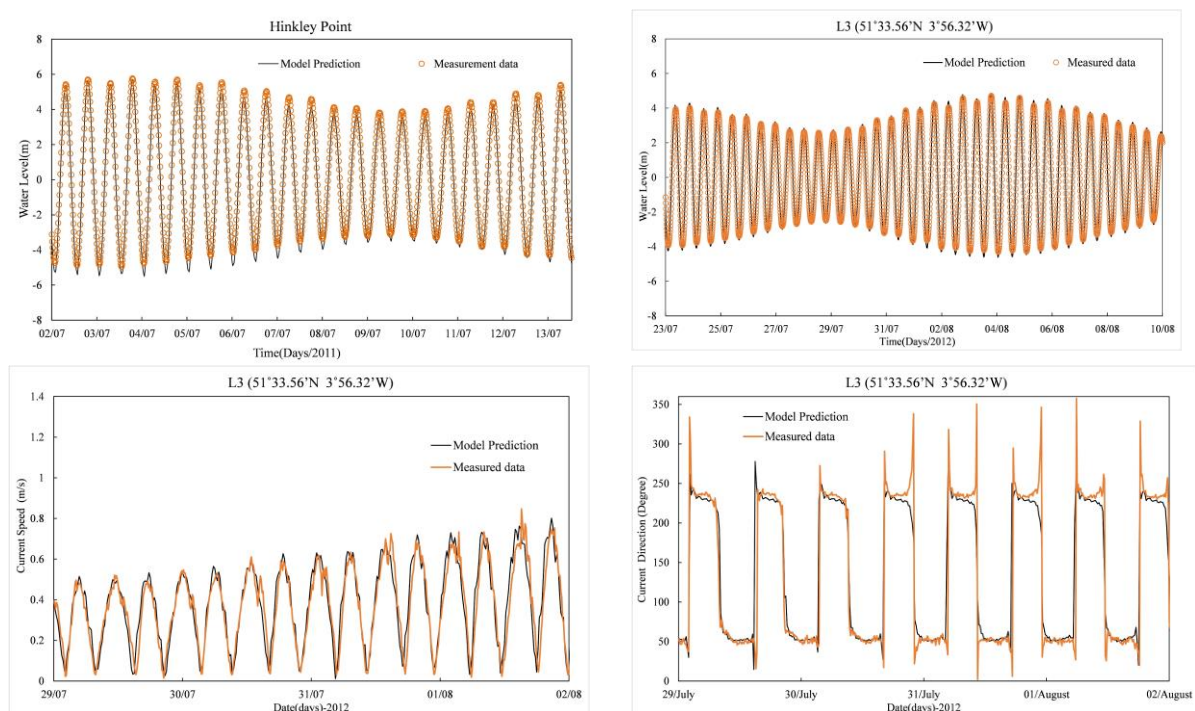 Hinkley Point
8
6
4
2
0
-2
-4
-6
-8
Water Level(m)
Model Prediction
Measurement data
02/07 03/07 04/07 05/07 06/07 07/07 08/07 09/07 10/07 11/07 12/07 13/07
Time(Days/2011)
L3 (51˚33.56’N 3˚56.32’W)
8
6
4
2
0
-2
-4
-6
-8
Water Level(m)
Model Prediction
Measured data
23/07 25/07 27/07 29/07 31/07 02/08 04/08 06/08 08/08 10/08
Time(Days/2012)
L3 (51˚33.56’N 3˚56.32’W)
1.4
1.2
1
0.8
0.6
0.4
0.2
0
Current Speed (m/s)
Model Prediction
Measured data
29/07 30/07 31/07 01/08 02/08
Date(days)-2012
L3 (51˚33.56’N 3˚56.32’W)
350
300
250
200
150
100
50
0
Current Direction (Degree)
Model Prediction
Measured data
29/July 30/July 31/July 01/August 02/August
Date(days)-2012